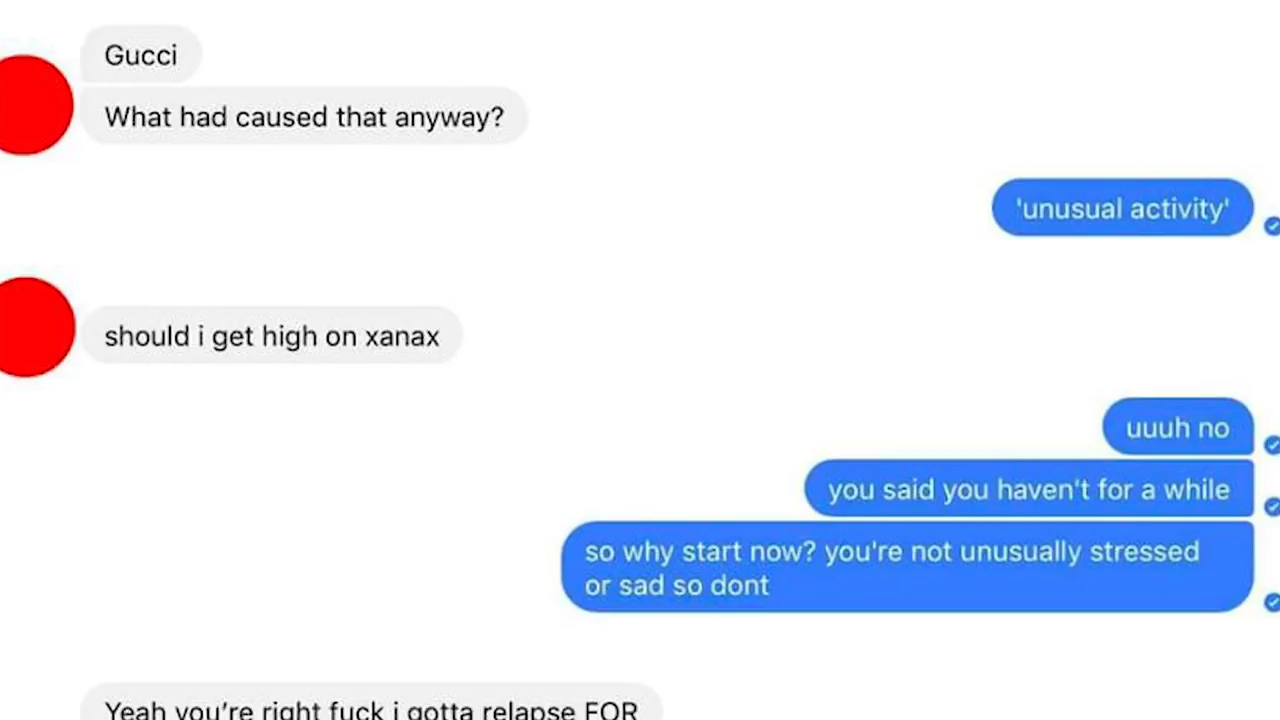 Gucci
What had caused that anyway?
'unusual activity'
should i get high on xanax
uuuh no
you said you haven't for a while
so why start now? you're not unusually stressed
or sad so dont
Yeah you’re right fuck i gotta relapse FOR